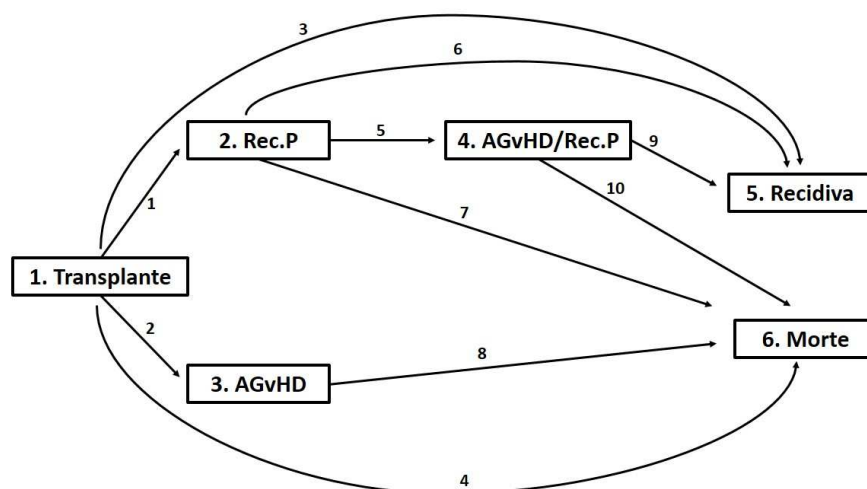 3
6
2. Rec.P
5
4. AGvHD/Rec.P
9
5. Recidiva
10
1
7
1. Transplante
2
8
6. Morte
3. AGvHD
4